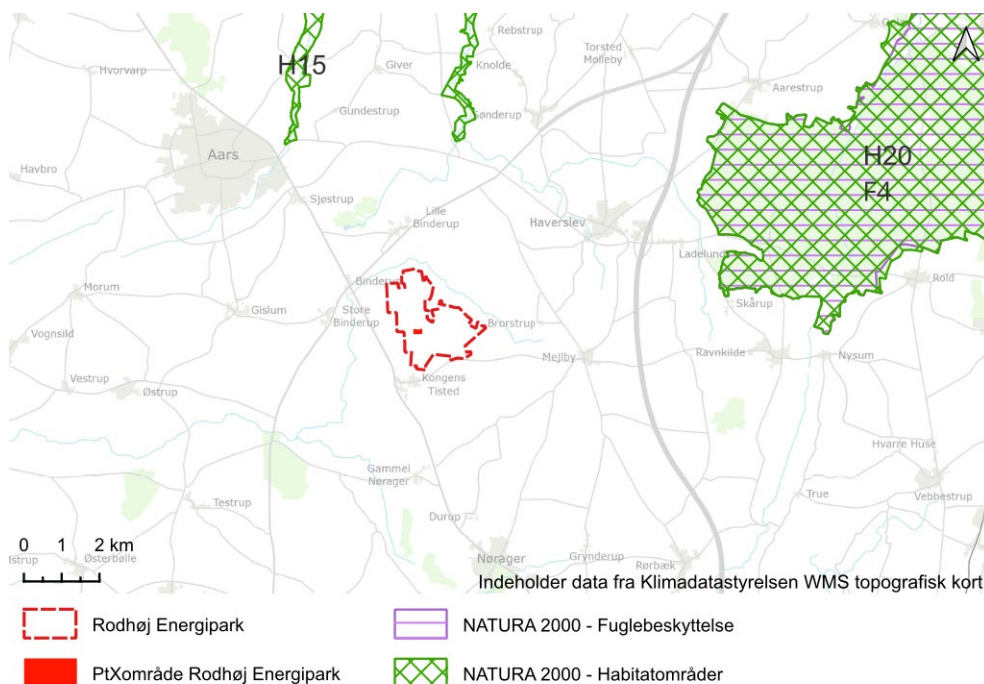 Rebstrup
Hvorvarp
H15
Giver
Knolde
Torsted
Mølleby
Aarestrup
Gundestrup
Sønderup
Aars
H20
F4
Havbro
Sjøstrup
Lille
Binderup
Haverslev
Ladelund
Binderup
Rold
Morum
Gislum
Store
Binderup
Skårup
Brorstrup
Vognsild
Mejlby
Ravnkilde
Nysum
Vestrup
Østrup
Kongens
Tisted
Hvarre Huse
Gammel
Nørager
Testrup
True
Vebbestrup
Durup
0 1 2 km
Østerbølle
Nørager
Grynderup
Rørbæk
Indeholder data fra Klimadatastyrelsen WMS topografisk kort
Rodhøj Energipark
NATURA 2000 - Fuglebeskyttelse
PtXområde Rodhøj Energipark
NATURA 2000 - Habitatområder